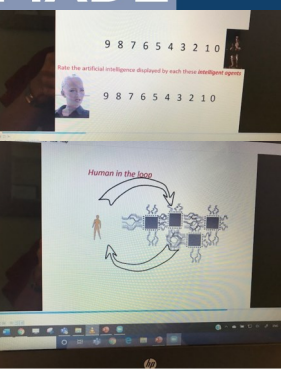 9 8 7 6 5 4 3 2 1 0
Rate the artificial intelligence displayed by each these intelligent agents
9 8 7 6 5 4 3 2 1 0
Human in the loop
hp